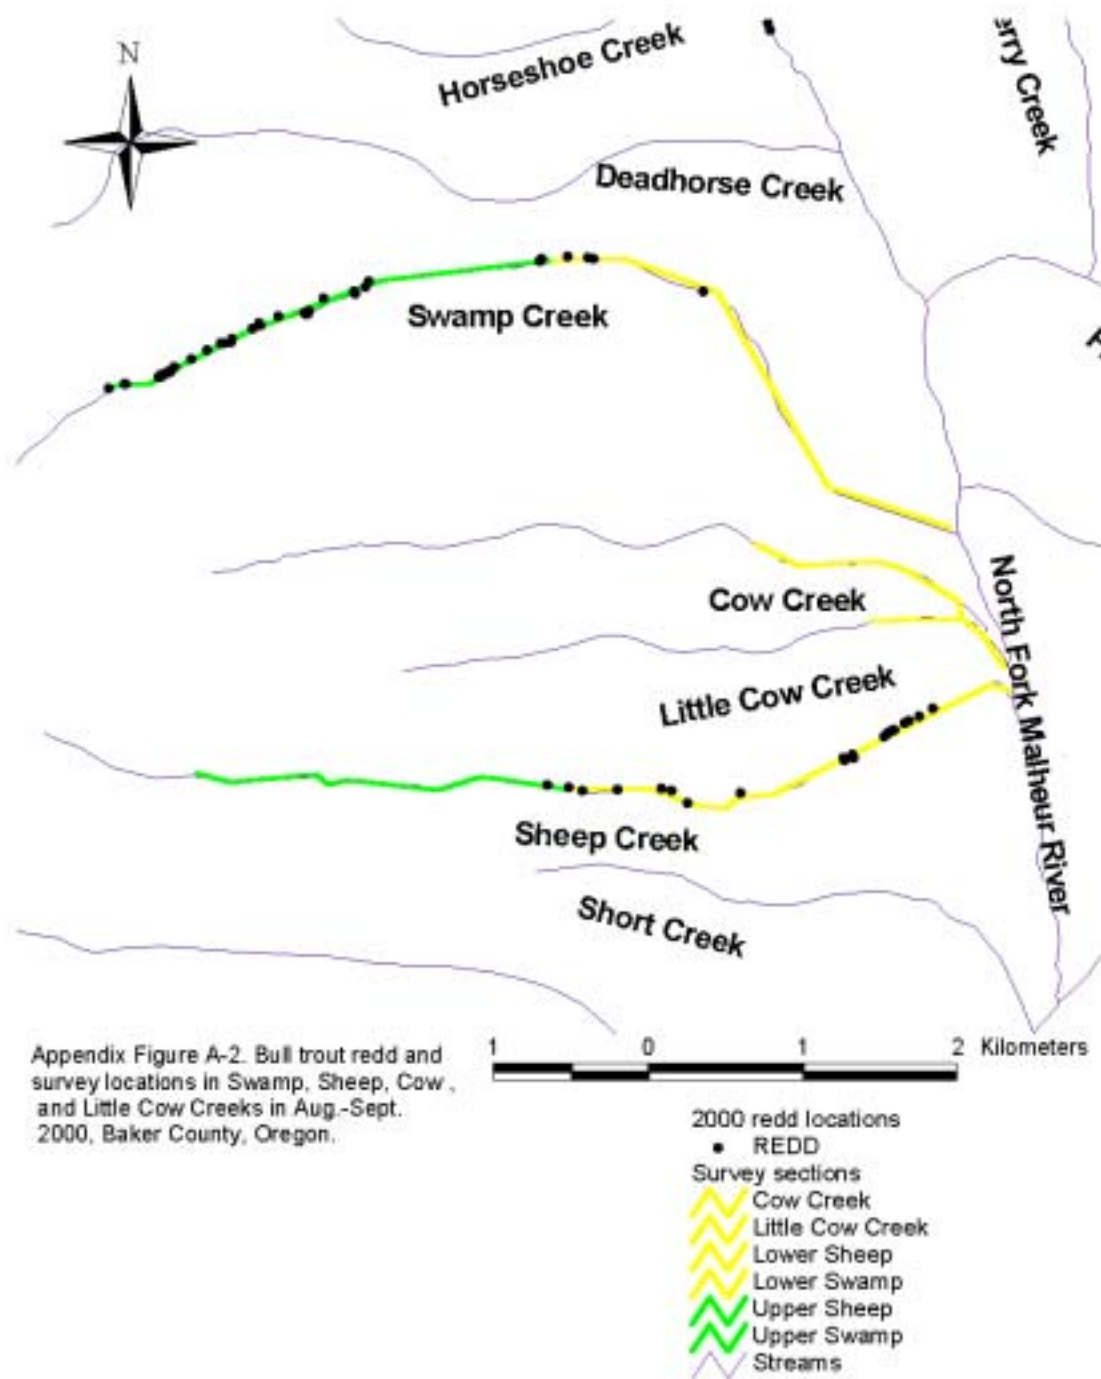 N
Horseshoe Creek
erry Creek
Deadhorse Creek
Swamp Creek
Cow Creek
North Fork Malheur River
Little Cow Creek
Sheep Creek
Short Creek
Appendix Figure A-2. Bull trout redd and
survey locations in Swamp, Sheep, Cow ,
and Little Cow Creeks in Aug.-Sept.
2000, Baker County, Oregon.
1 0 1 2 Kilometers
2000 redd locations
REDD
Survey sections
Cow Creek
Little Cow Creek
Lower Sheep
Lower Swamp
Upper Sheep
Upper Swamp
Streams